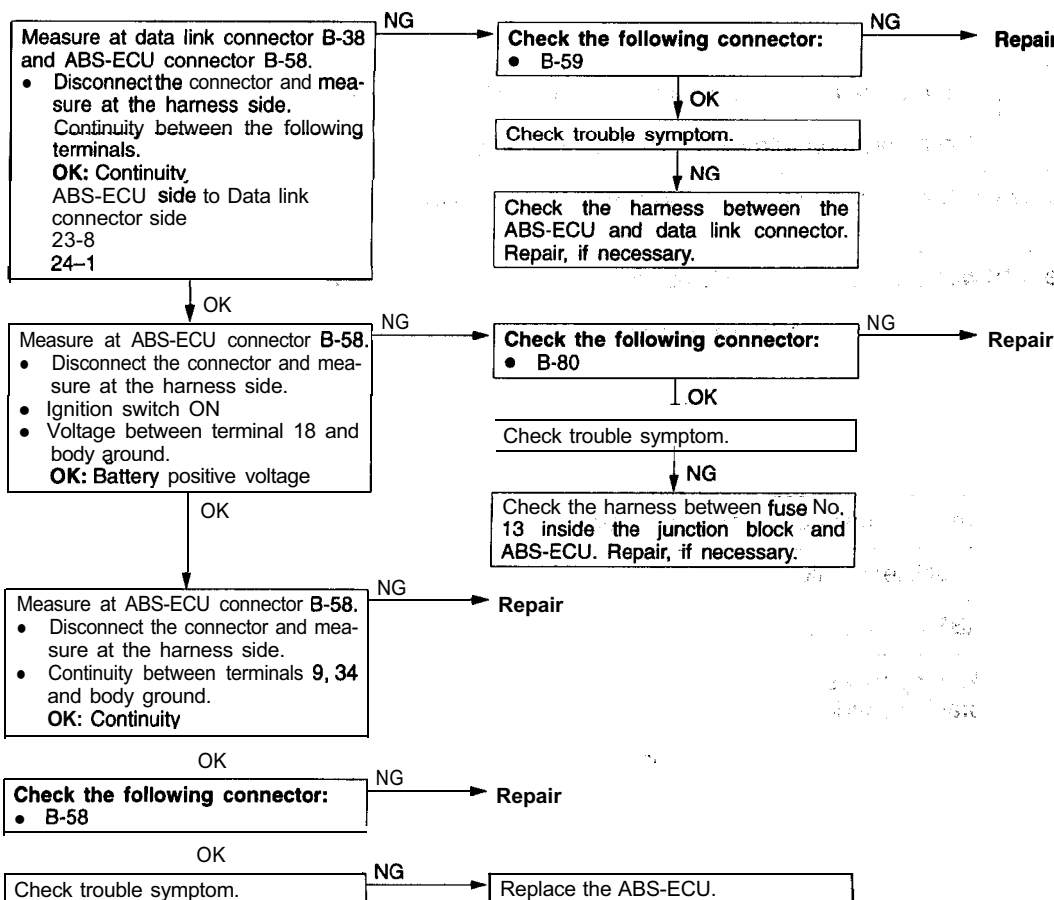 Measure at data link connector B-38
and ABS-ECU connector B-58.
● Disconnect the connector and mea-
sure at the harness side.
Continuity between the following
terminals.
OK: Continuity
ABS-ECU side to Data link
connector side
23-8
24–1
NG
Check the following connector:
● B-59
NG
Repair
OK
Check trouble symptom.
NG
Check the harness between the
ABS-ECU and data link connector.
Repair, if necessary.
OK
Measure at ABS-ECU connector B-58.
● Disconnect the connector and mea-
sure at the harness side.
● Ignition switch ON
● Voltage between terminal 18 and
body ground.
OK: Battery positive voltage
NG
Check the following connector:
● B-80
NG
Repair
OK
Check trouble symptom.
NG
Check the harness between fuse No.
13 inside the junction block and
ABS-ECU. Repair, if necessary.
OK
Measure at ABS-ECU connector B-58.
● Disconnect the connector and mea-
sure at the harness side.
● Continuity between terminals 9, 34
and body ground.
OK: Continuity
NG
Repair
OK
Check the following connector:
● B-58
NG
Repair
OK
Check trouble symptom.
NG
Replace the ABS-ECU.